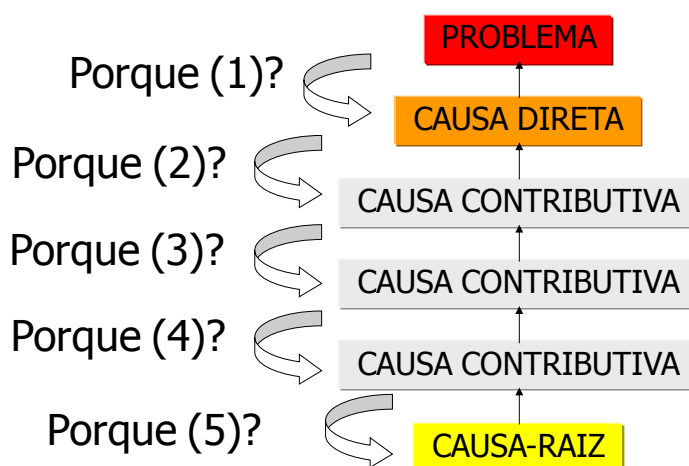 PROBLEMA
Porque (1)?
CAUSA DIRETA
Porque (2)?
CAUSA CONTRIBUTIVA
Porque (3)?
CAUSA CONTRIBUTIVA
Porque (4)?
CAUSA CONTRIBUTIVA
Porque (5)?
CAUSA-RAIZ